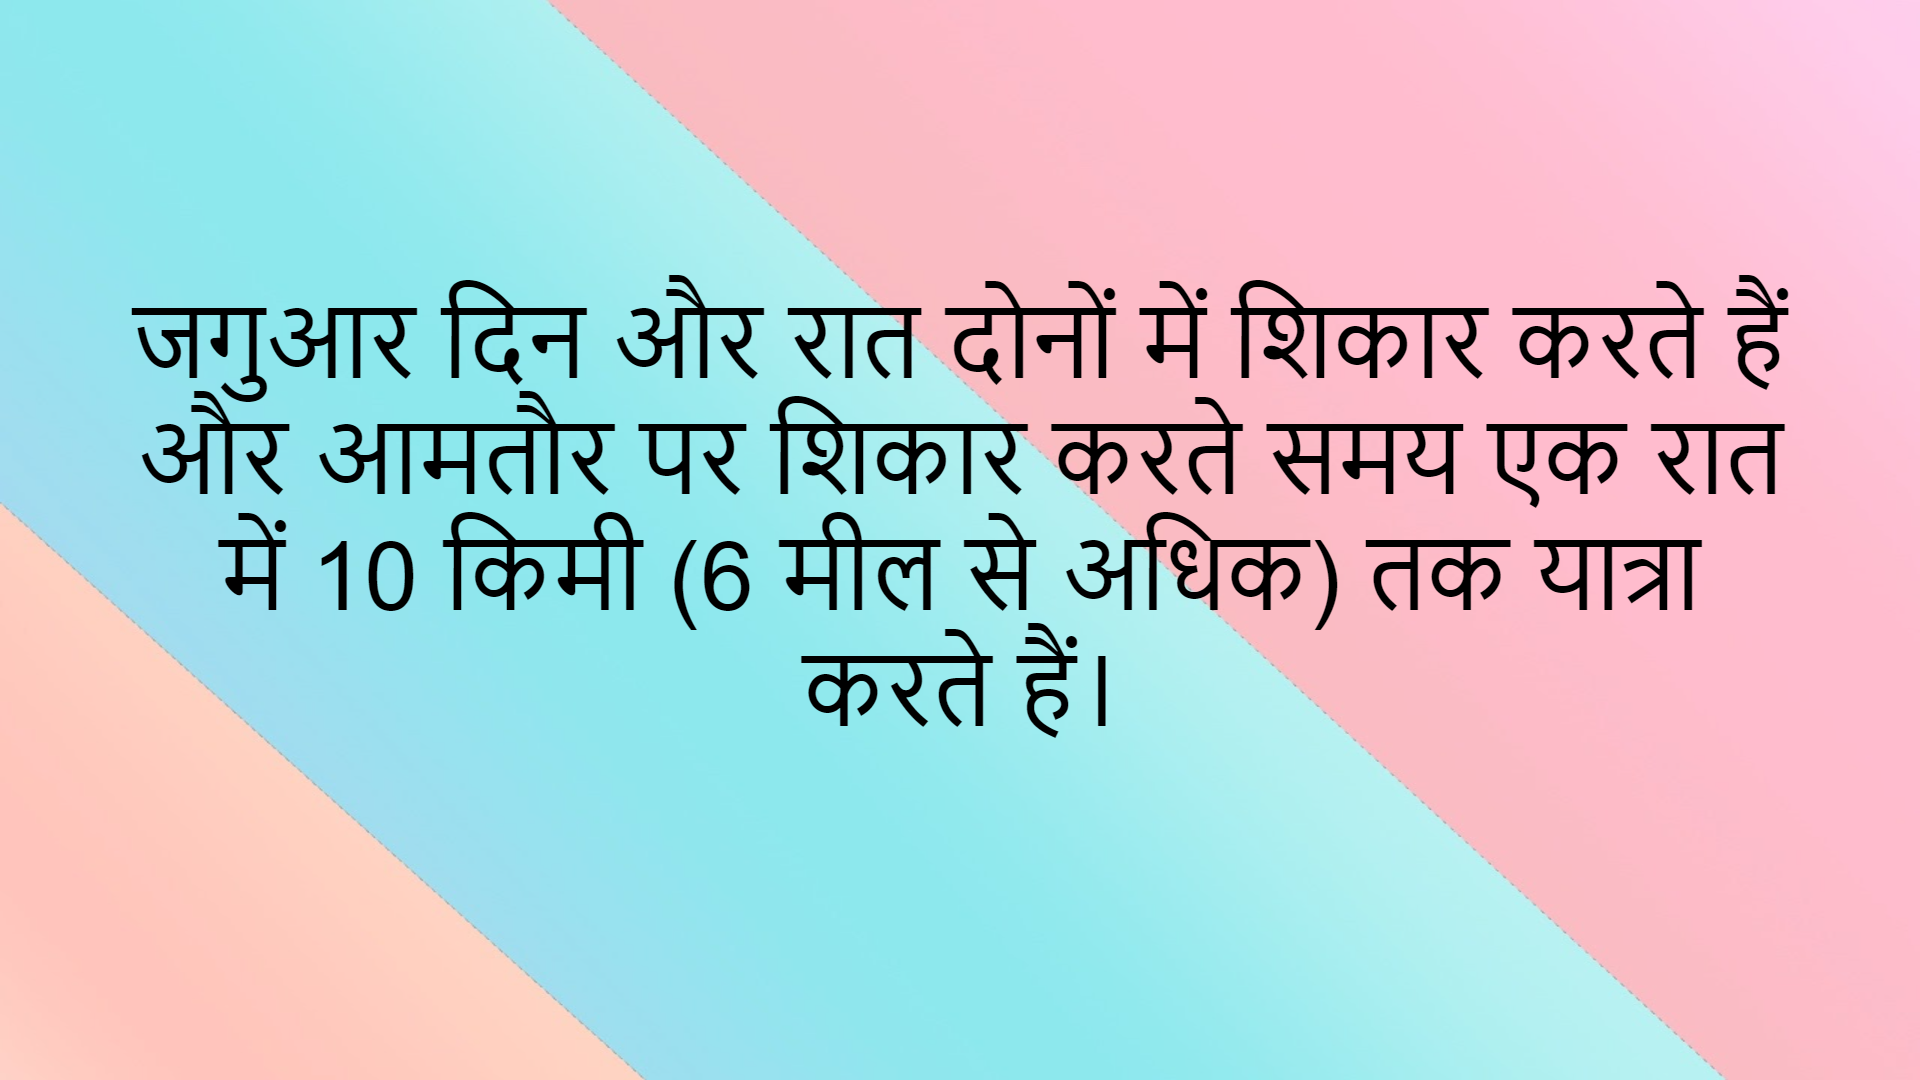 जगुआर दिन और रात दोनों में शिकार करते हैं
और आमतौर पर शिकार करते समय एक रात
में 10 किमी (6 मील से अधिक) तक यात्रा
करते हैं।